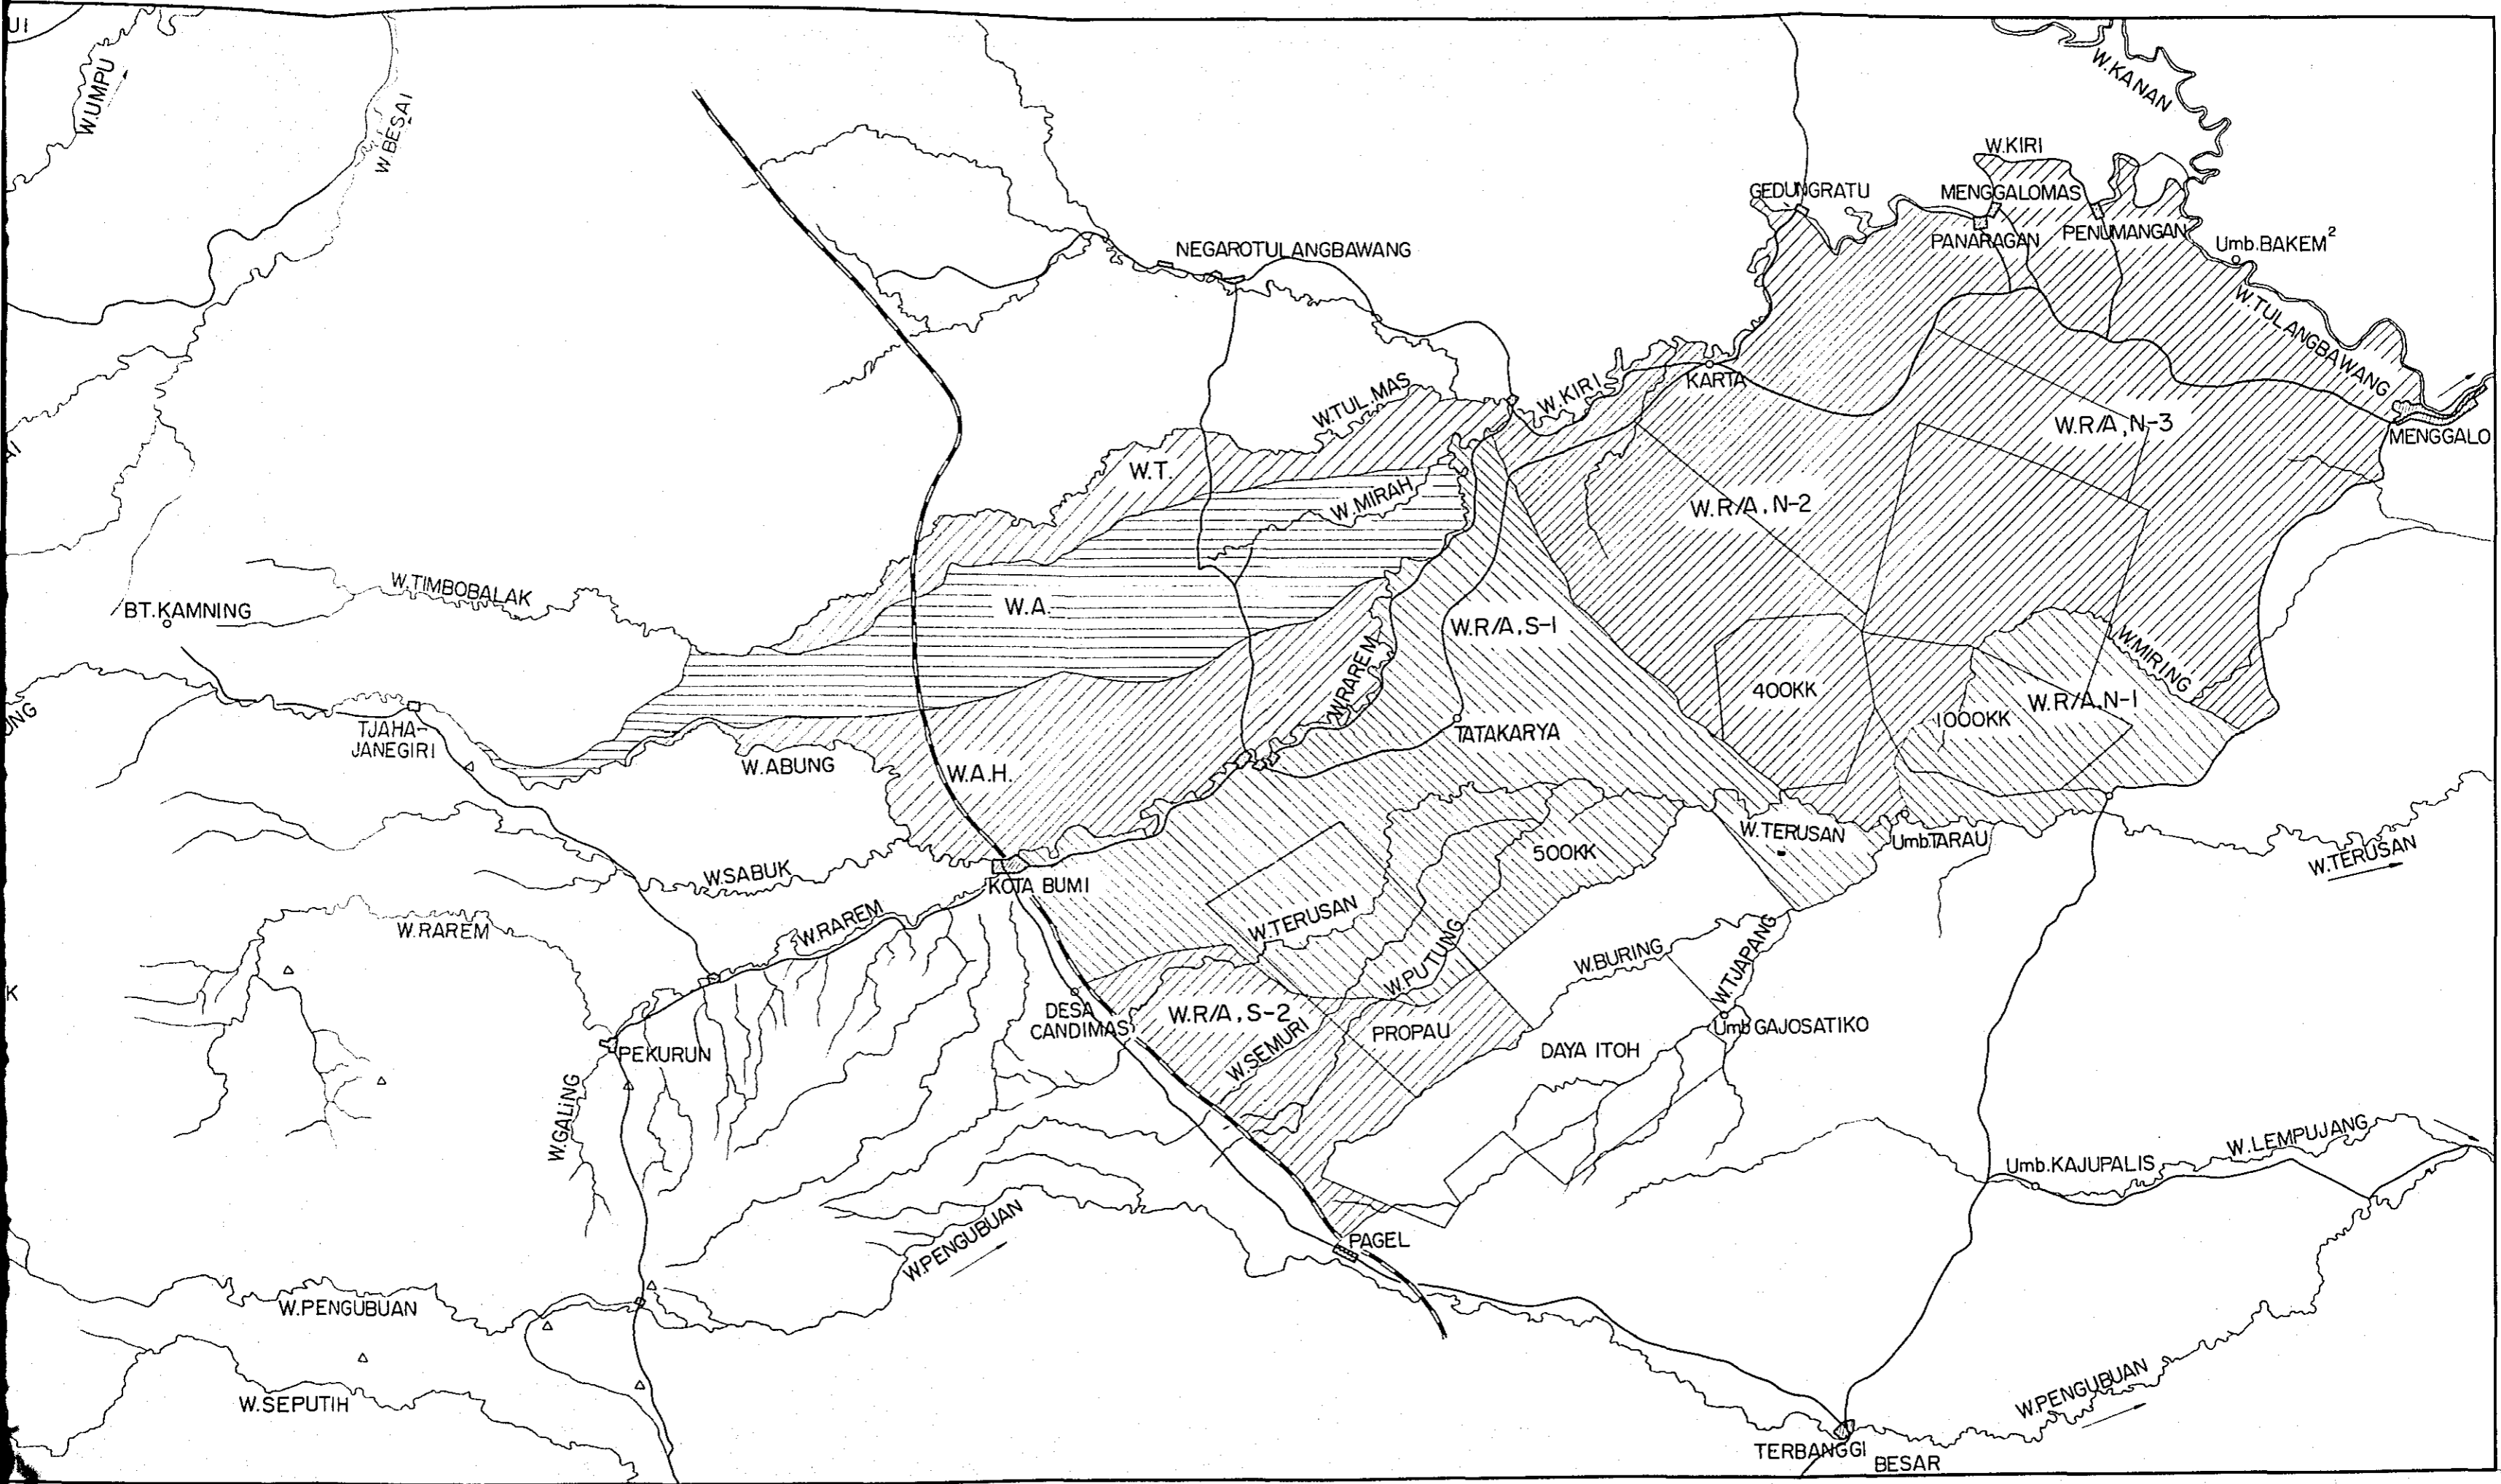 UI
W.UMPU
W.BESAI
W.KANAN
W.KIRI
GEDUNGRATU
MENGGALOMAS
PANARAGAN
PENUMANGAN
Umb.BAKEM²
NEGAROTULANGBAWANG
W.TULANGBAWANG
W.TUL.MAS
W.KIRI
KARTA
W.R/A, N-3
MENGGALO
W.T.
W.MIRAH
W.R/A, N-2
W.TIMBOBALAK
BT.KAMNING
W.A.
W.R/A, S-1
W.RAREM
W.MIRING
400KK
W.R/A, N-1
1000KK
UNG
TJAHA-
JANEGIRI
W.ABUNG
W.A.H.
TATAKARYA
W.TERUSAN
Umb.TARAU
500KK
W.TERUSAN
W.SABUK
KOTA BUMI
W.RAREM
W.RAREM
W.TERUSAN
W.PUTUNG
W.BURING
W.TJAPANG
K
DESA
CANDIMAS
W.R/A, S-2
W.SEMURI
PROPAU
DAYA ITOH
Umb GAJOSATIKO
PEKURUN
W.GALING
W.LEMPUJANG
Umb.KAJUPALIS
W.PENGUBUAN
PAGEL
W.PENGUBUAN
W.SEPUTIH
W.PENGUBUAN
TERBANGGI
BESAR